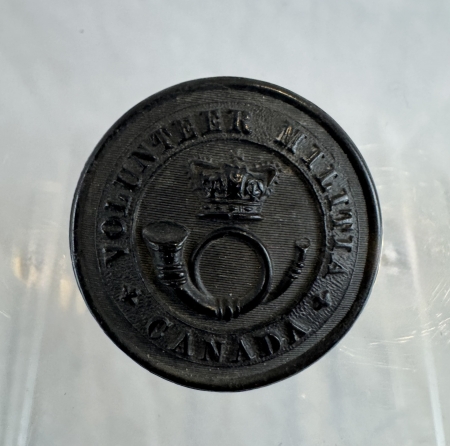 VOLUNTEER MILITIA
★ CANADA ★